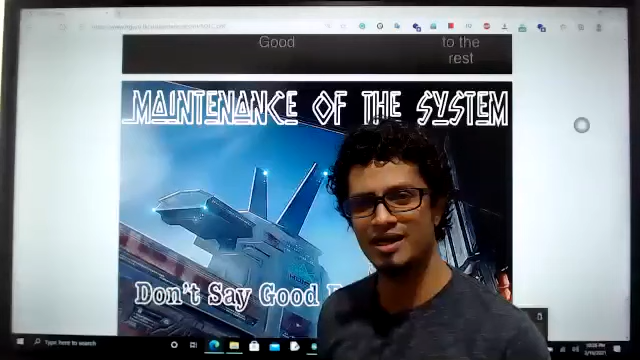 Good
to the
rest
MAINTENANCE OF THE SYSTEM
Don't Say Good
Type here to search